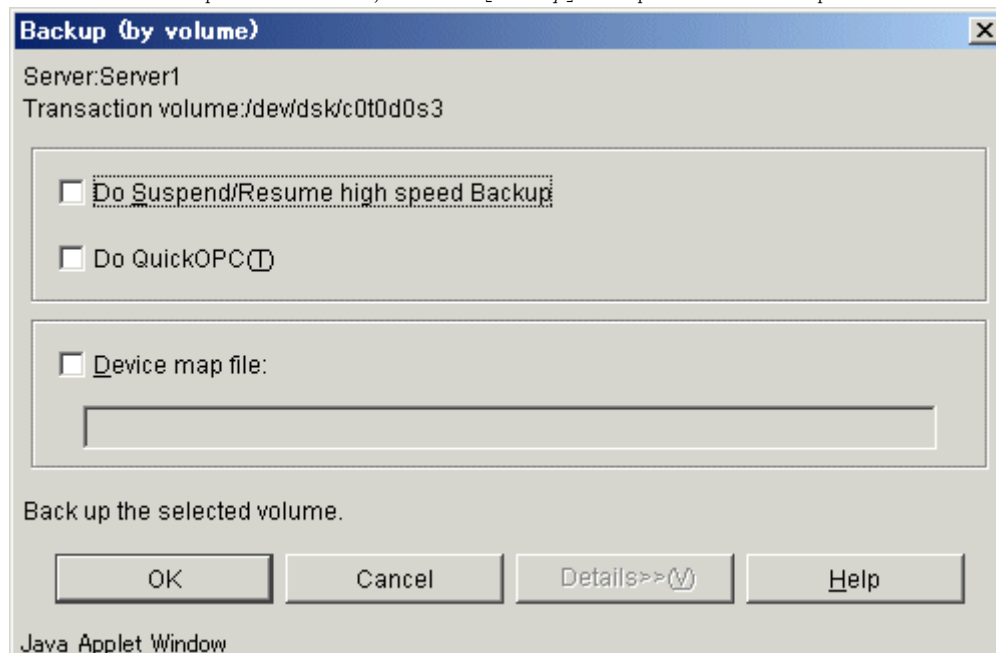 Backup (by volume)
Server:Server1
Transaction volume:/dev/dsk/c0t0d0s3
Do Suspend/Resume high speed Backup
Do QuickOPC(T)
Device map file:
Back up the selected volume.
OK Cancel Details>>(V) Help
Java Applet Window